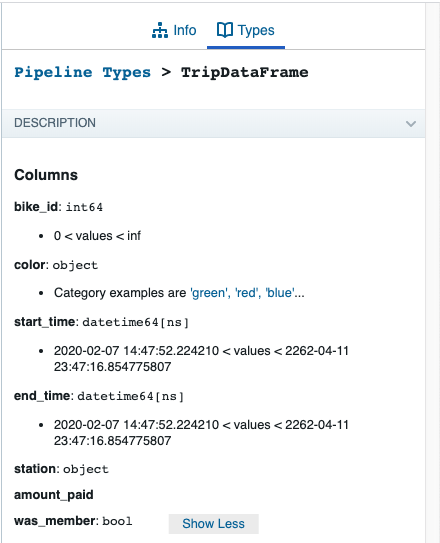 Info Types
Pipeline Types > TripDataFrame
DESCRIPTION
Columns
bike_id: int64
• 0 < values < inf
color: object
• Category examples are 'green', 'red', 'blue'...
start_time: datetime64[ns]
• 2020-02-07 14:47:52.224210 < values < 2262-04-11
23:47:16.854775807
end_time: datetime64[ns]
• 2020-02-07 14:47:52.224210 < values < 2262-04-11
23:47:16.854775807
station: object
amount_paid
was_member: bool
Show Less